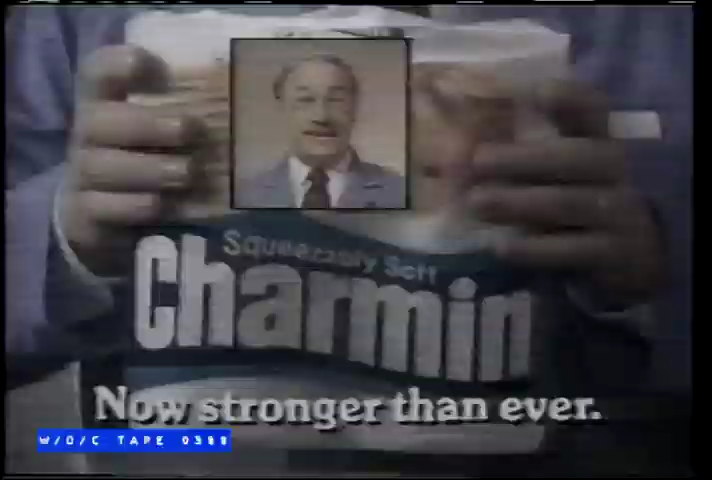 Squeezably Soft
Charmin
Now stronger than ever.
W/O/C TAPE 0388